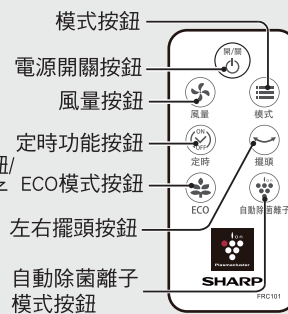 模式按鈕
電源開關按鈕
風量按鈕
定時功能按鈕
鈕/
ECO模式按鈕
左右擺頭按鈕
自動除菌離子
模式按鈕
開/關
風量
模式
ON
OFF
定時
擺頭
ECO
自動除菌離子
ion
Plasmacluster
SHARP
FRC101